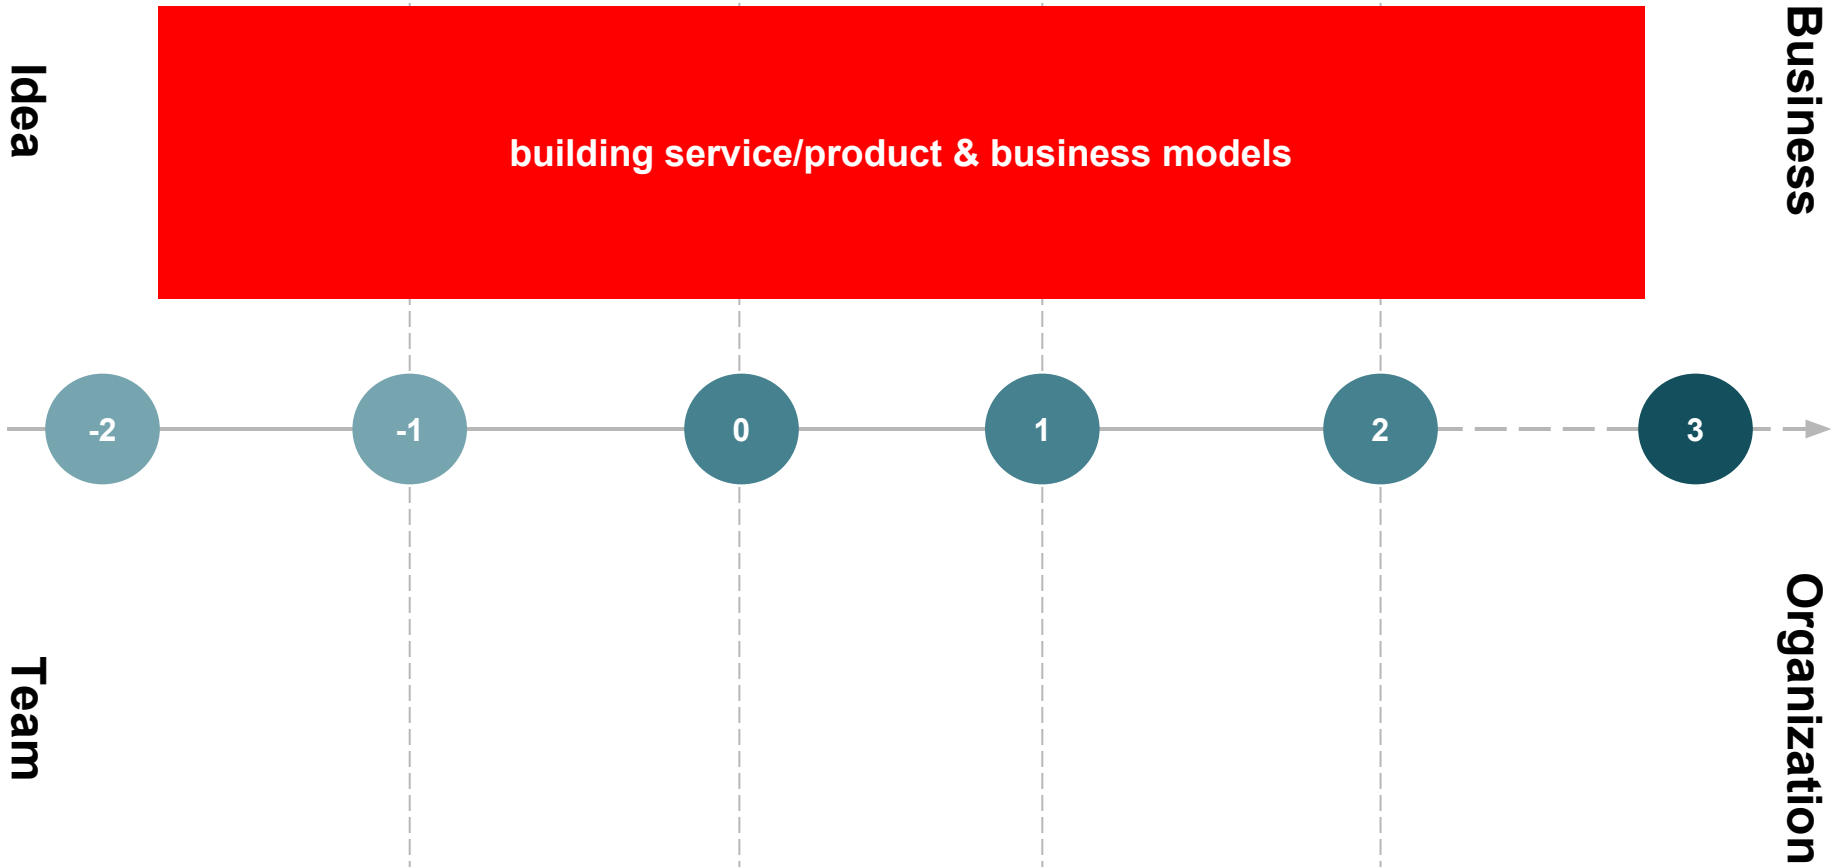 Idea
building service/product & business models
Business
-2
-1
0
1
2
3
Team
Organization